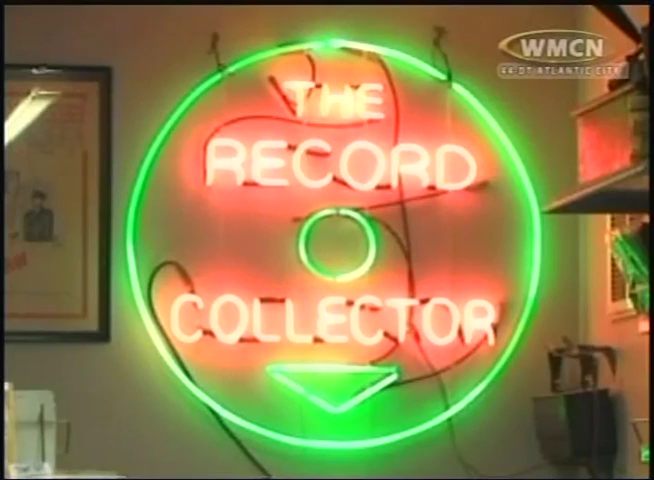 WMCN
44-DT ATLANTIC CITY
THE
RECORD
COLLECTOR